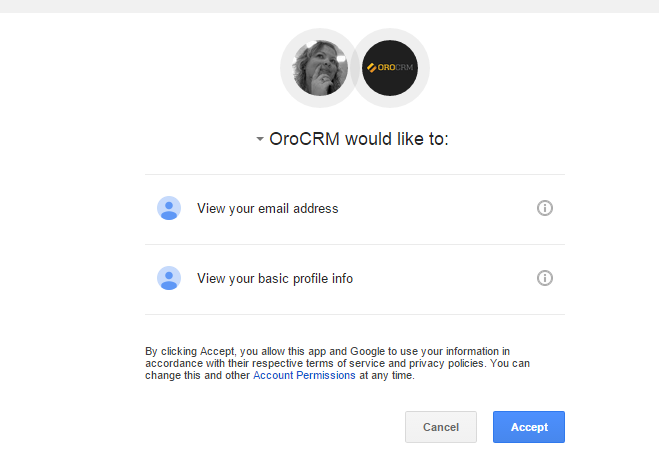 OROCRM
OroCRM would like to:
View your email address
View your basic profile info
By clicking Accept, you allow this app and Google to use your information in
accordance with their respective terms of service and privacy policies. You can
change this and other Account Permissions at any time.
Cancel
Accept